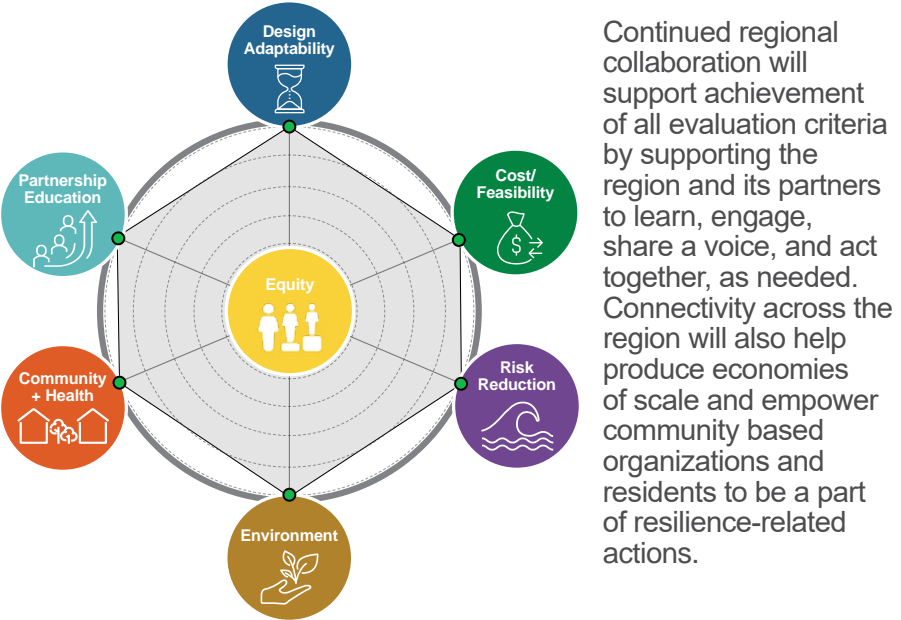 Design
Adaptability
Partnership
Education
Cost/
Feasibility
$
Equity
Community
+ Health
Risk
Reduction
Environment
Continued regional
collaboration will
support achievement
of all evaluation criteria
by supporting the
region and its partners
to learn, engage,
share a voice, and act
together, as needed.
Connectivity across the
region will also help
produce economies
of scale and empower
community based
organizations and
residents to be a part
of resilience-related
actions.